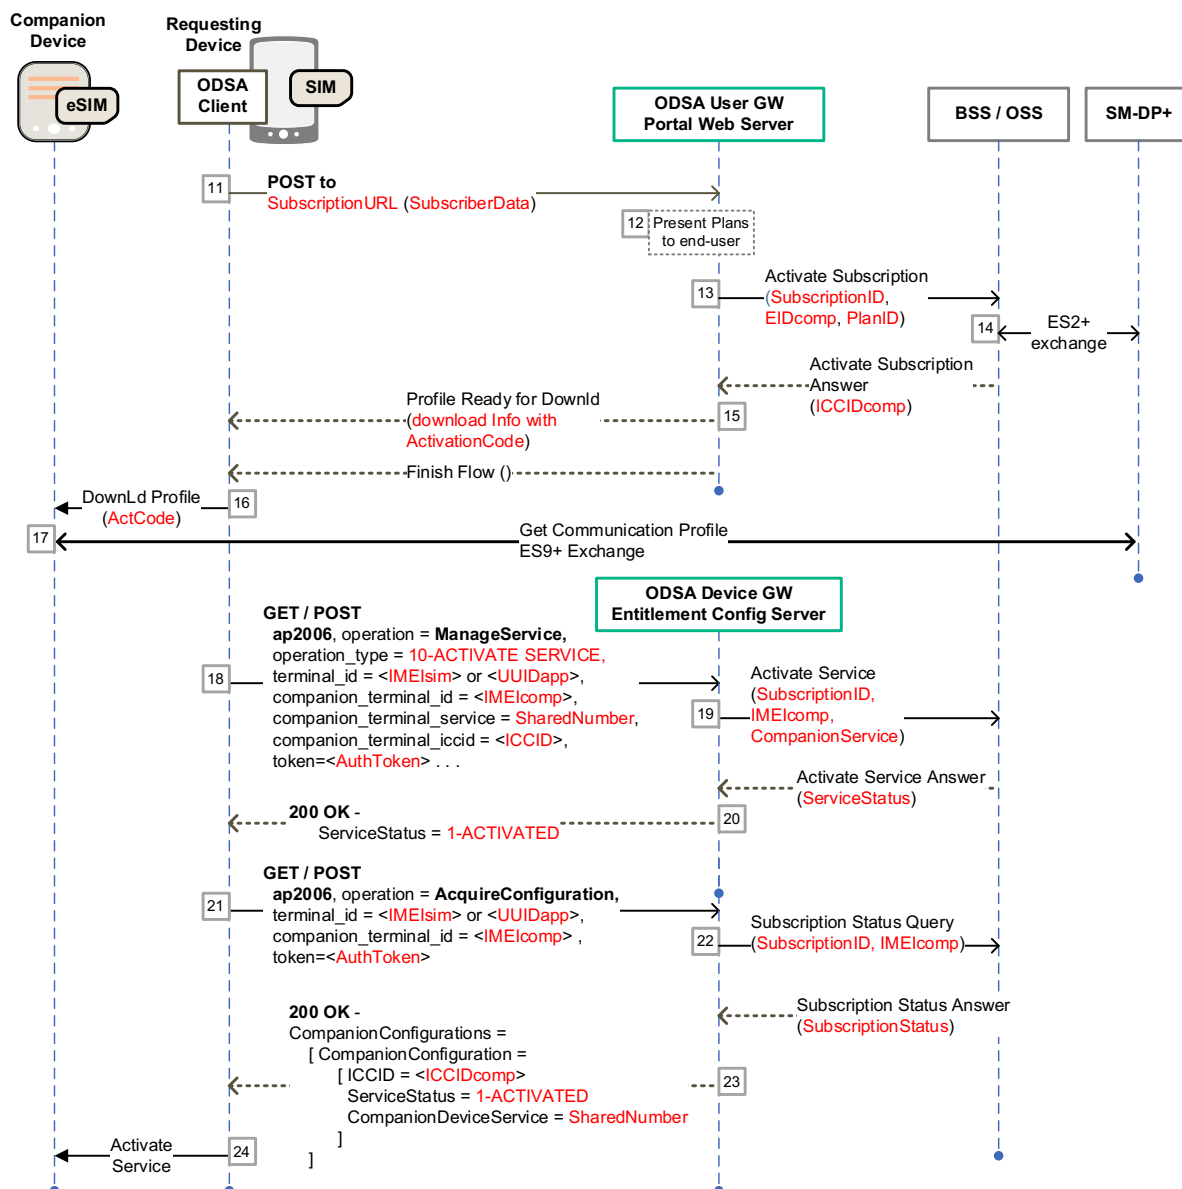 Companion
Device
Requesting
Device
eSIM
ODSA
Client
SIM
ODSA User GW
Portal Web Server
BSS / OSS
SM-DP+
11
POST to
SubscriptionURL (SubscriberData)
12
Present Plans
to end-user
13
Activate Subscription
(SubscriptionID,
EIDcomp, PlanID)
14
ES2+
exchange
Activate Subscription
Answer
(ICCIDcomp)
15
Profile Ready for Downld
(download Info with
ActivationCode)
Finish Flow ()
16
DownLd Profile
(ActCode)
17
Get Communication Profile
ES9+ Exchange
ODSA Device GW
Entitlement Config Server
18
GET / POST
ap2006, operation = ManageService,
operation_type = 10-ACTIVATE SERVICE,
terminal_id = <IMEIsim> or <UUIDapp>,
companion_terminal_id = <IMEIcomp>,
companion_terminal_service = SharedNumber,
companion_terminal_iccid = <ICCID>,
token=<AuthToken> . . .
19
Activate Service
(SubscriptionID,
IMEIcomp,
CompanionService)
Activate Service Answer
(ServiceStatus)
20
200 OK -
ServiceStatus = 1-ACTIVATED
21
GET / POST
ap2006, operation = AcquireConfiguration,
terminal_id = <IMEIsim> or <UUIDapp>,
companion_terminal_id = <IMEIcomp> ,
token=<AuthToken>
22
Subscription Status Query
(SubscriptionID, IMEIcomp)
Subscription Status Answer
(SubscriptionStatus)
23
200 OK -
CompanionConfigurations =
[ CompanionConfiguration =
[ ICCID = <ICCIDcomp>
ServiceStatus = 1-ACTIVATED
CompanionDeviceService = SharedNumber
]
]
24
Activate
Service